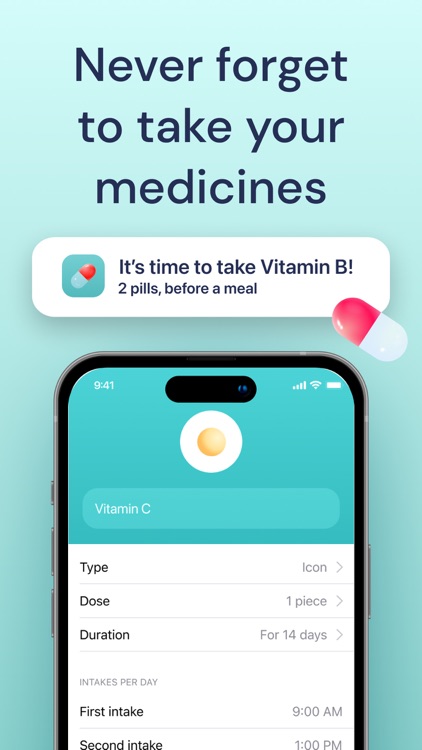 Never forget
to take your
medicines
It's time to take Vitamin B!
2 pills, before a meal
9:41
Vitamin C
Type Icon
Dose 1 piece
Duration For 14 days
INTAKES PER DAY
First intake 9:00 AM
Second intake 1:00 PM